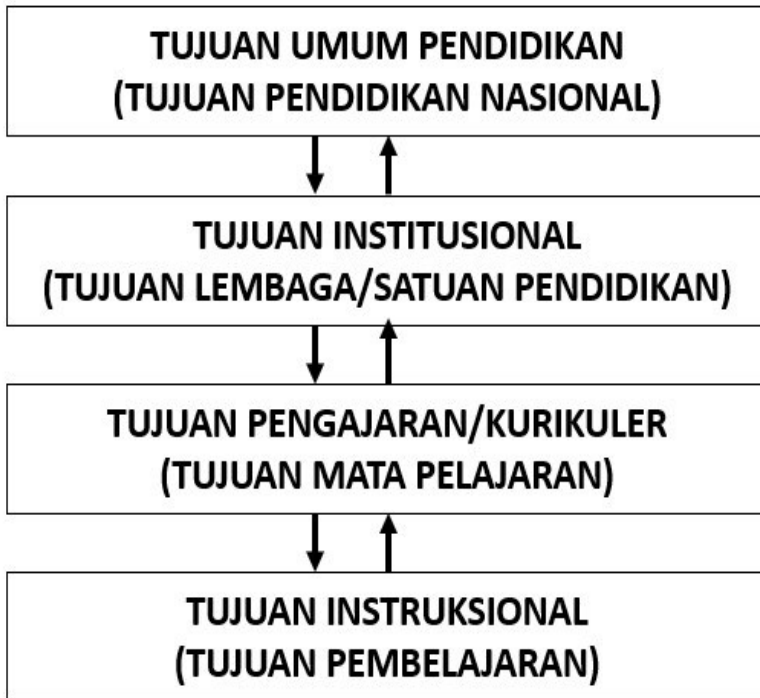 TUJUAN UMUM PENDIDIKAN
(TUJUAN PENDIDIKAN NASIONAL)
TUJUAN INSTITUSIONAL
(TUJUAN LEMBAGA/SATUAN PENDIDIKAN)
TUJUAN PENGAJARAN/KURIKULER
(TUJUAN MATA PELAJARAN)
TUJUAN INSTRUKSIONAL
(TUJUAN PEMBELAJARAN)